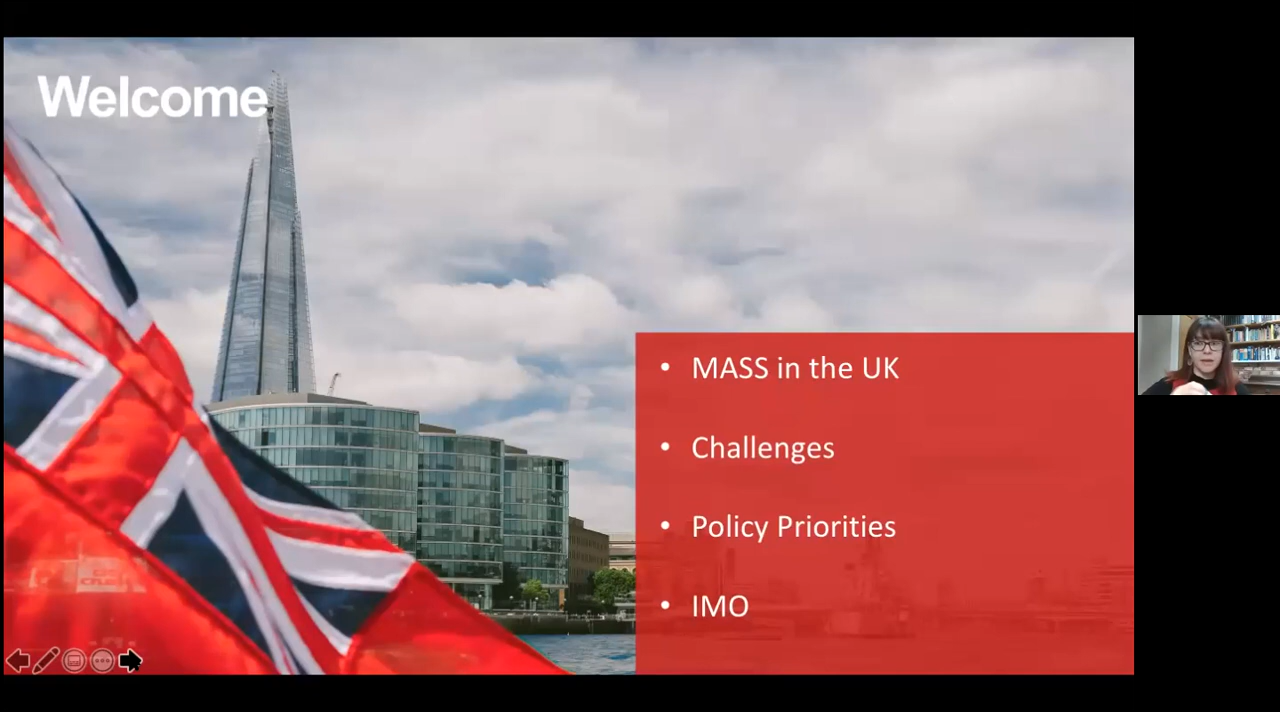 Welcome
• MASS in the UK
• Challenges
• Policy Priorities
• IMO